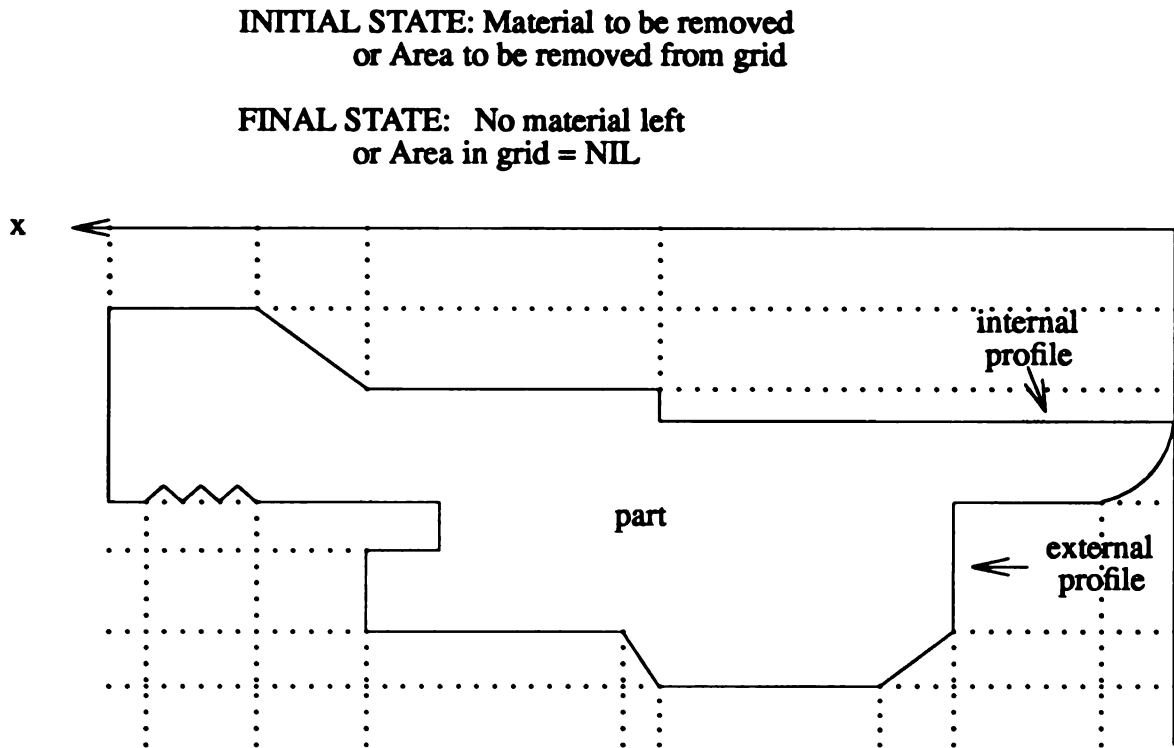 INITIAL STATE: Material to be removed
or Area to be removed from grid
FINAL STATE: No material left
or Area in grid = NIL
x
internal
profile
part
external
profile